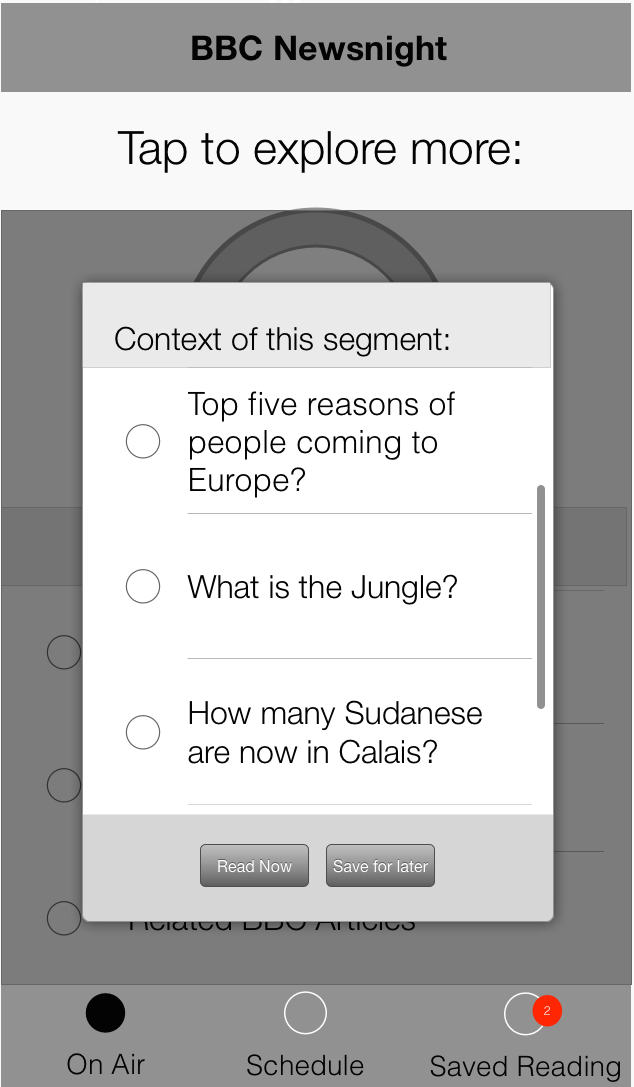 BBC Newsnight
Tap to explore more:
Context of this segment:
Top five reasons of
people coming to
Europe?
What is the Jungle?
How many Sudanese
are now in Calais?
Read Now
Save for later
Related BBC Articles
2
On Air
Schedule
Saved Reading